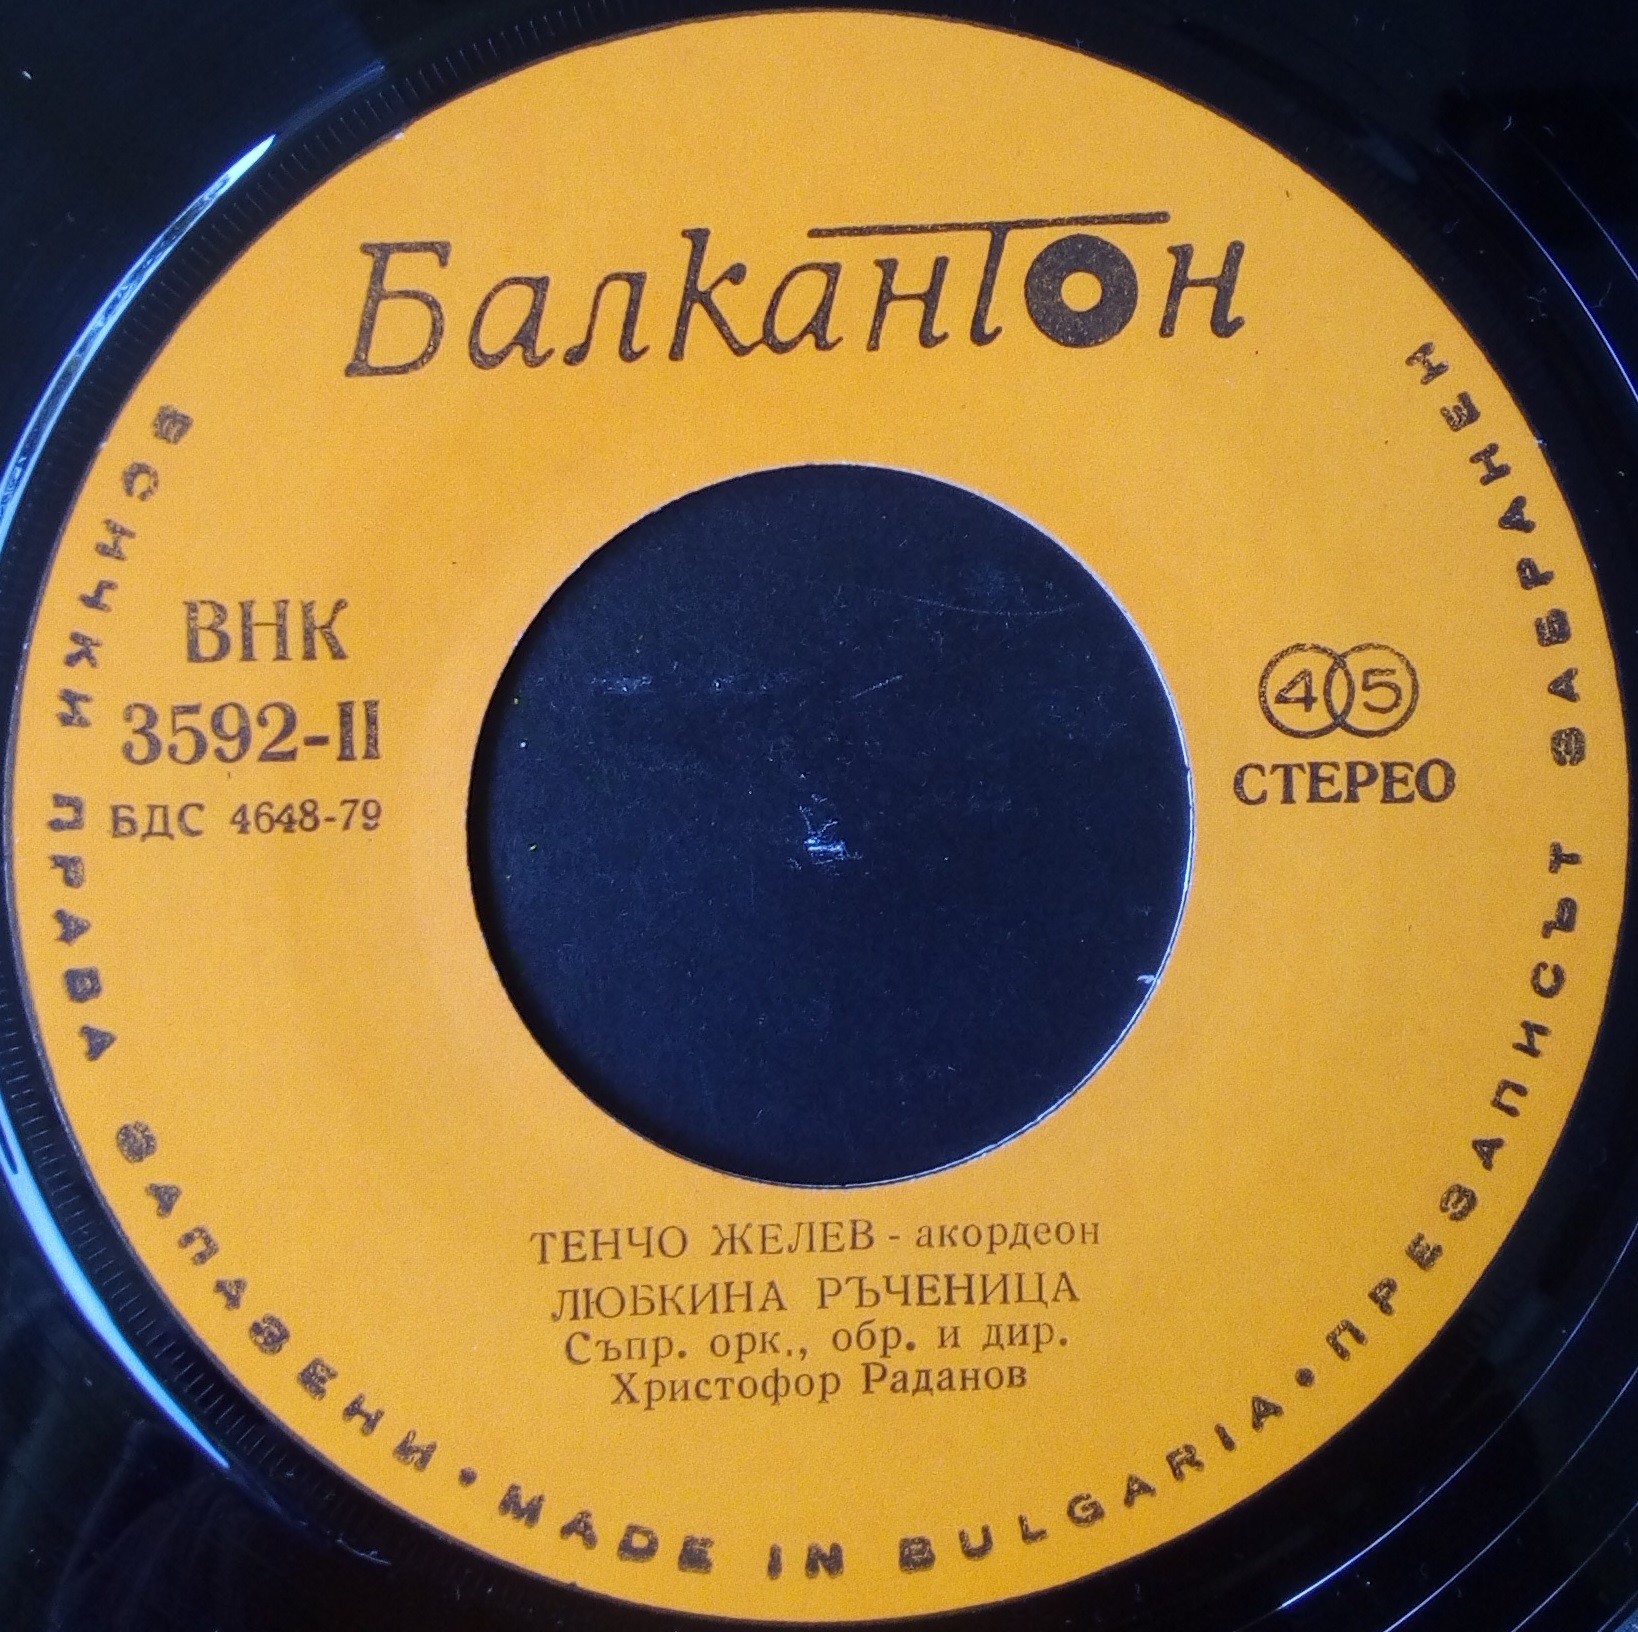 Балкантон
ВНК
3592-II
БДС 4648-79
45
СТЕРЕО
ТЕНЧО ЖЕЛЕВ - акордеон
ЛЮБКИНА РЪЧЕНИЦА
Съпр. орк., обр. и дир.
Христофор Раданов
ВСИЧКИ ПРАВА ЗАПАЗЕНИ • MADE IN BULGARIA • ПРЕЗАПИСЪТ ЗАБРАНЕН